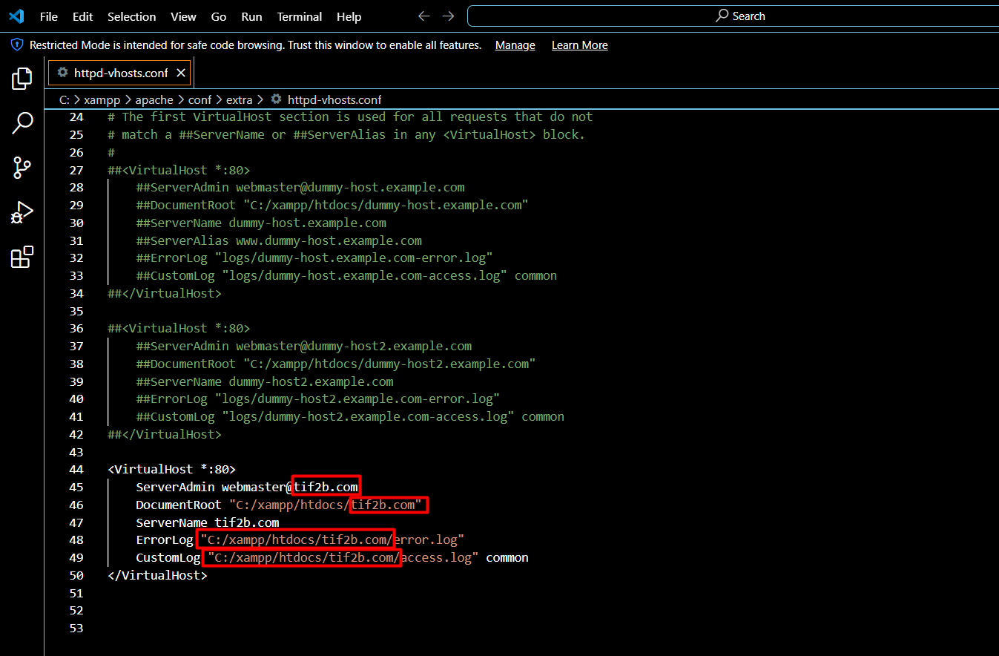 File Edit Selection View Go Run Terminal Help Search
Restricted Mode is intended for safe code browsing. Trust this window to enable all features. Manage Learn More
httpd-vhosts.conf
C: > xampp > apache > conf > extra > httpd-vhosts.conf
24 # The first VirtualHost section is used for all requests that do not
25 # match a ##ServerName or ##ServerAlias in any <VirtualHost> block.
26 #
27 ##<VirtualHost *:80>
28 ##ServerAdmin webmaster@dummy-host.example.com
29 ##DocumentRoot "C:/xampp/htdocs/dummy-host.example.com"
30 ##ServerName dummy-host.example.com
31 ##ServerAlias www.dummy-host.example.com
32 ##ErrorLog "logs/dummy-host.example.com-error.log"
33 ##CustomLog "logs/dummy-host.example.com-access.log" common
34 ##</VirtualHost>
35
36 ##<VirtualHost *:80>
37 ##ServerAdmin webmaster@dummy-host2.example.com
38 ##DocumentRoot "C:/xampp/htdocs/dummy-host2.example.com"
39 ##ServerName dummy-host2.example.com
40 ##ErrorLog "logs/dummy-host2.example.com-error.log"
41 ##CustomLog "logs/dummy-host2.example.com-access.log" common
42 ##</VirtualHost>
43
44 <VirtualHost *:80>
45 ServerAdmin webmaster@tif2b.com
46 DocumentRoot "C:/xampp/htdocs/tif2b.com"
47 ServerName tif2b.com
48 ErrorLog "C:/xampp/htdocs/tif2b.com/error.log"
49 CustomLog "C:/xampp/htdocs/tif2b.com/access.log" common
50 </VirtualHost>
51
52
53